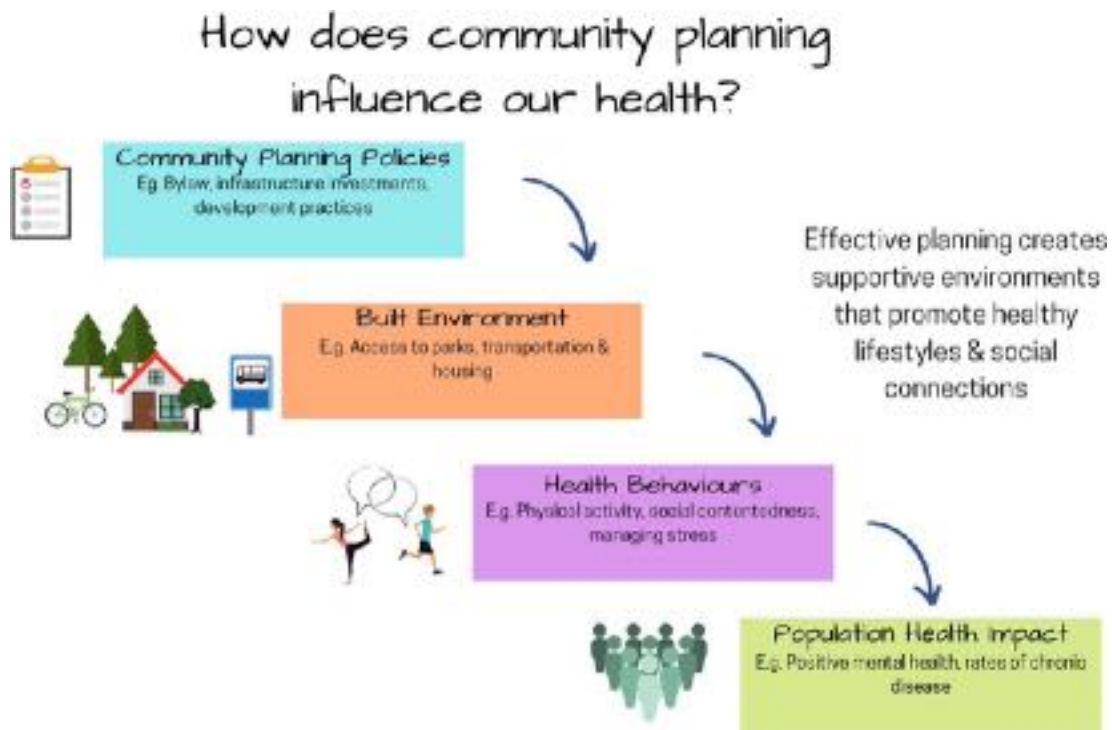 How does community planning
influence our health?
Community Planning Policies
Eg. Bylaw, infrastructure investments,
development practices
Effective planning creates
supportive environments
that promote healthy
lifestyles & social
connections
Built Environment
E.g. Access to parks, transportation &
housing
Health Behaviours
E.g. Physical activity, social contentedness,
managing stress
Population Health Impact
E.g. Positive mental health, rates of chronic
disease